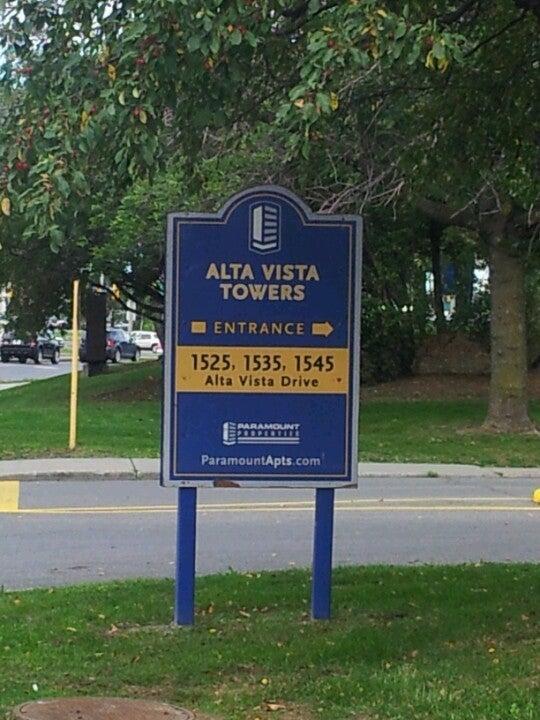 ALTA VISTA
TOWERS
ENTRANCE
1525, 1535, 1545
Alta Vista Drive
PARAMOUNT
PROPERTIES
ParamountApts.com